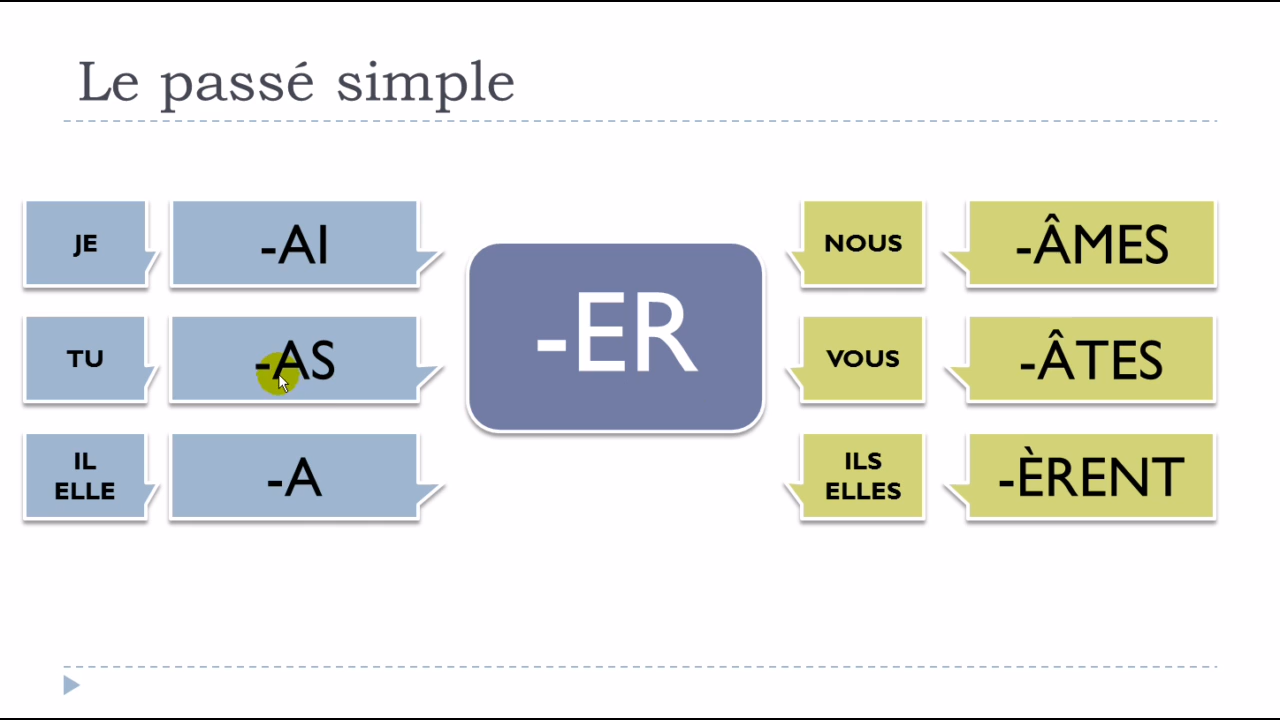 Le passé simple
JE
-AI
TU
-AS
IL
ELLE
-A
-ER
NOUS
-ÂMES
VOUS
-ÂTES
ILS
ELLES
-ÈRENT